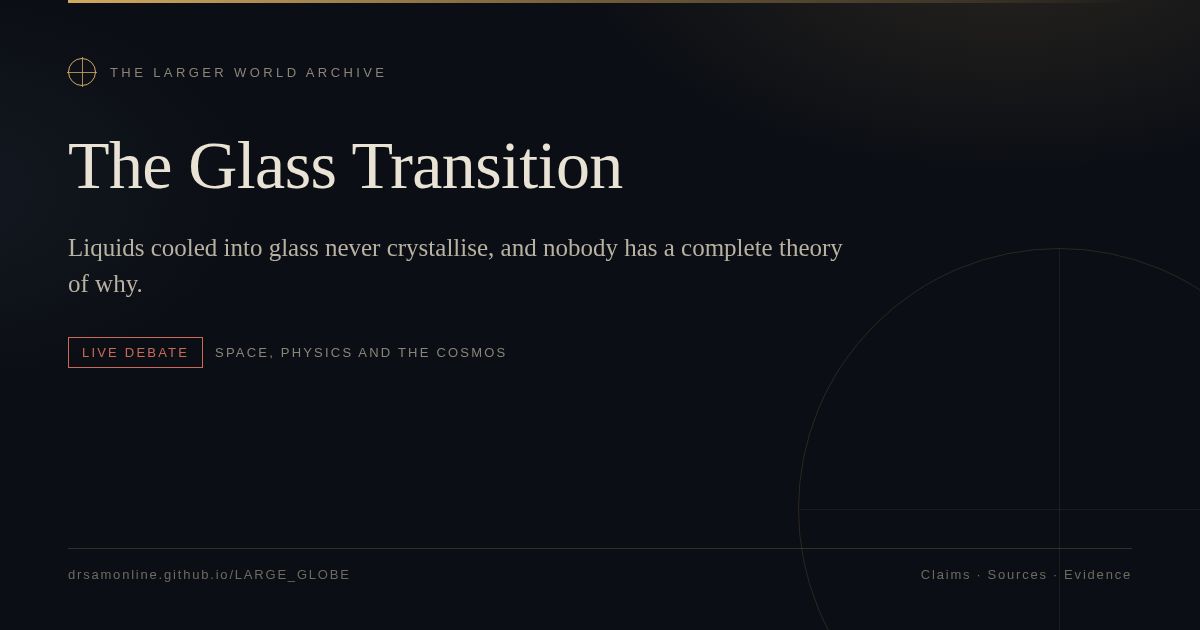 THE LARGER WORLD ARCHIVE
The Glass Transition
Liquids cooled into glass never crystallise, and nobody has a complete theory
of why.
LIVE DEBATE SPACE, PHYSICS AND THE COSMOS
drsamonline.github.io/LARGE_GLOBE
Claims · Sources · Evidence